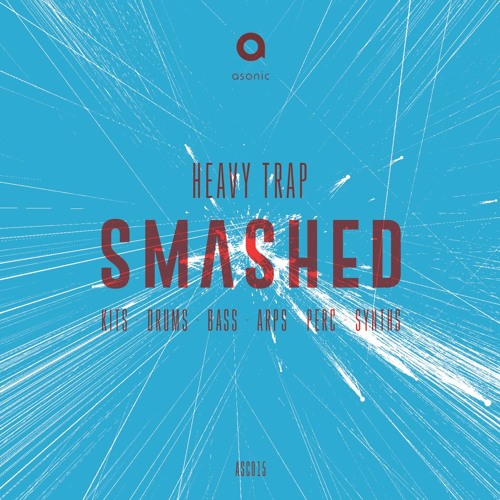 asonic
HEAVY TRAP
SMASHED
KITS · DRUMS · BASS · ARPS · PERC · SYNTHS
ASC015